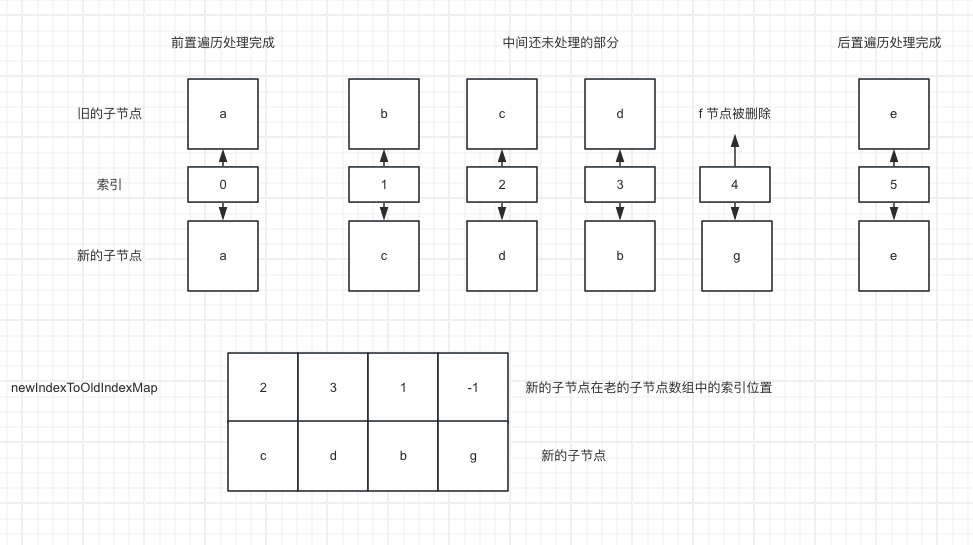 前置遍历处理完成
中间还未处理的部分
后置遍历处理完成
旧的子节点
a
b
c
d
f 节点被删除
e
索引
0
1
2
3
4
5
新的子节点
a
c
d
b
g
e
newIndexToOldIndexMap
2
3
1
-1
新的子节点在老的子节点数组中的索引位置
c
d
b
g
新的子节点